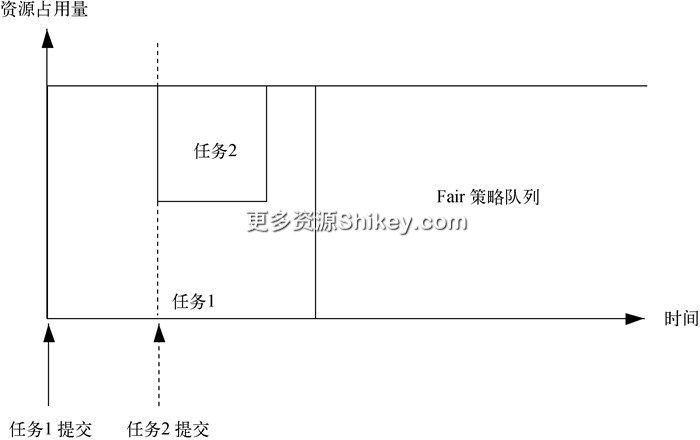 资源占用量
任务2
Fair 策略队列
更多资源Shikey.com
任务1
时间
任务1 提交
任务2 提交